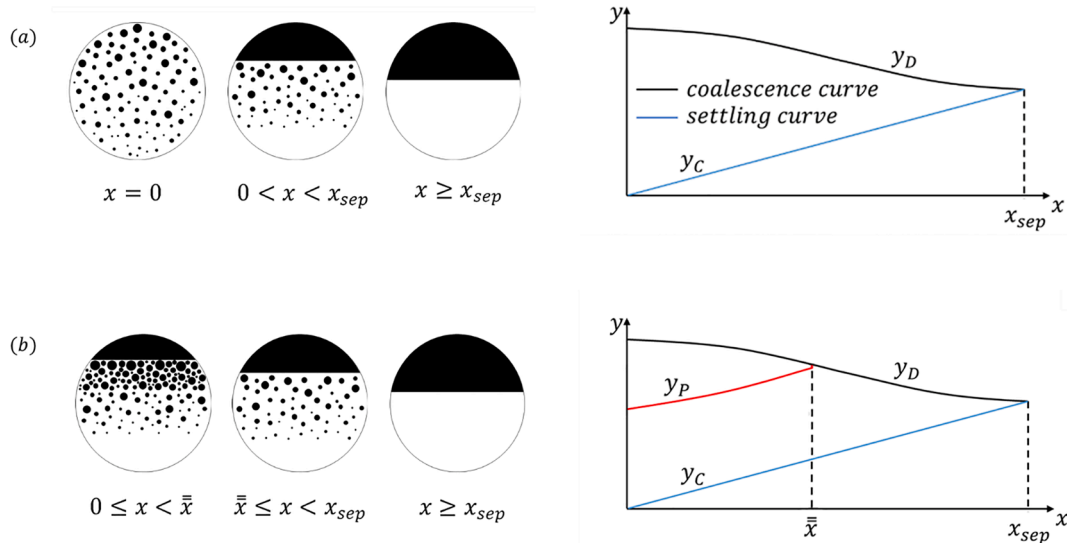 (a)
x = 0
0 < x < x_sep
x ≥ x_sep
y
y_D
coalescence curve
settling curve
y_C
x_sep
x
(b)
0 ≤ x < x̿
x̿ ≤ x < x_sep
x ≥ x_sep
y
y_P
y_D
y_C
x̿
x_sep
x